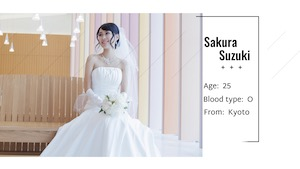 Sakura
Suzuki
+ + +
Age: 25
Blood type: O
From: Kyoto